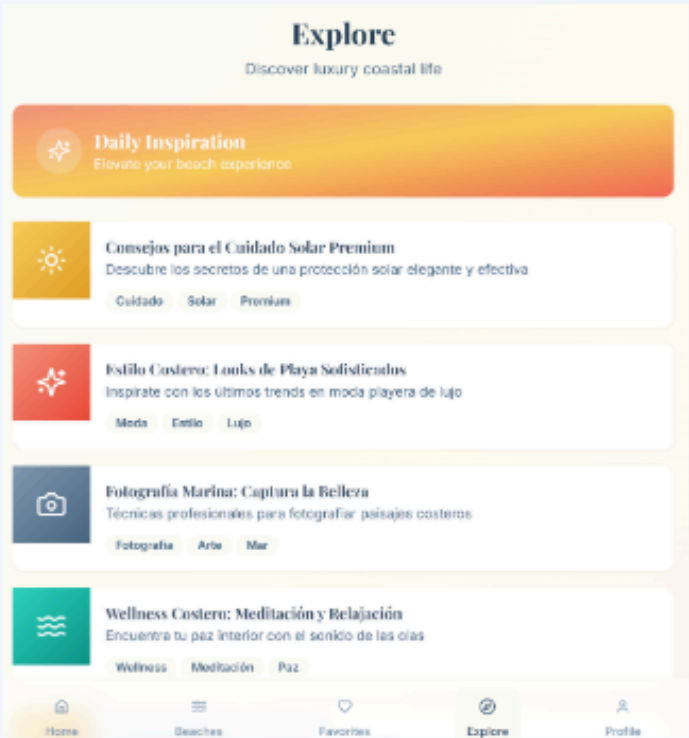 Explore
Discover luxury coastal life
Daily Inspiration
Elevate your beach experience
Consejos para el Cuidado Solar Premium
Descubre los secretos de una protección solar elegante y efectiva
Cuidado Solar Premium
Estilo Costero: Looks de Playa Sofisticados
Inspírate con los últimos trends en moda playera de lujo
Moda Estilo Lujo
Fotografía Marina: Captura la Belleza
Técnicas profesionales para fotografiar paisajes costeros
Fotografía Arte Mar
Wellness Costero: Meditación y Relajación
Encuentra tu paz interior con el sonido de las olas
Wellness Meditación Paz
Home Beaches Favorites Explore Profile